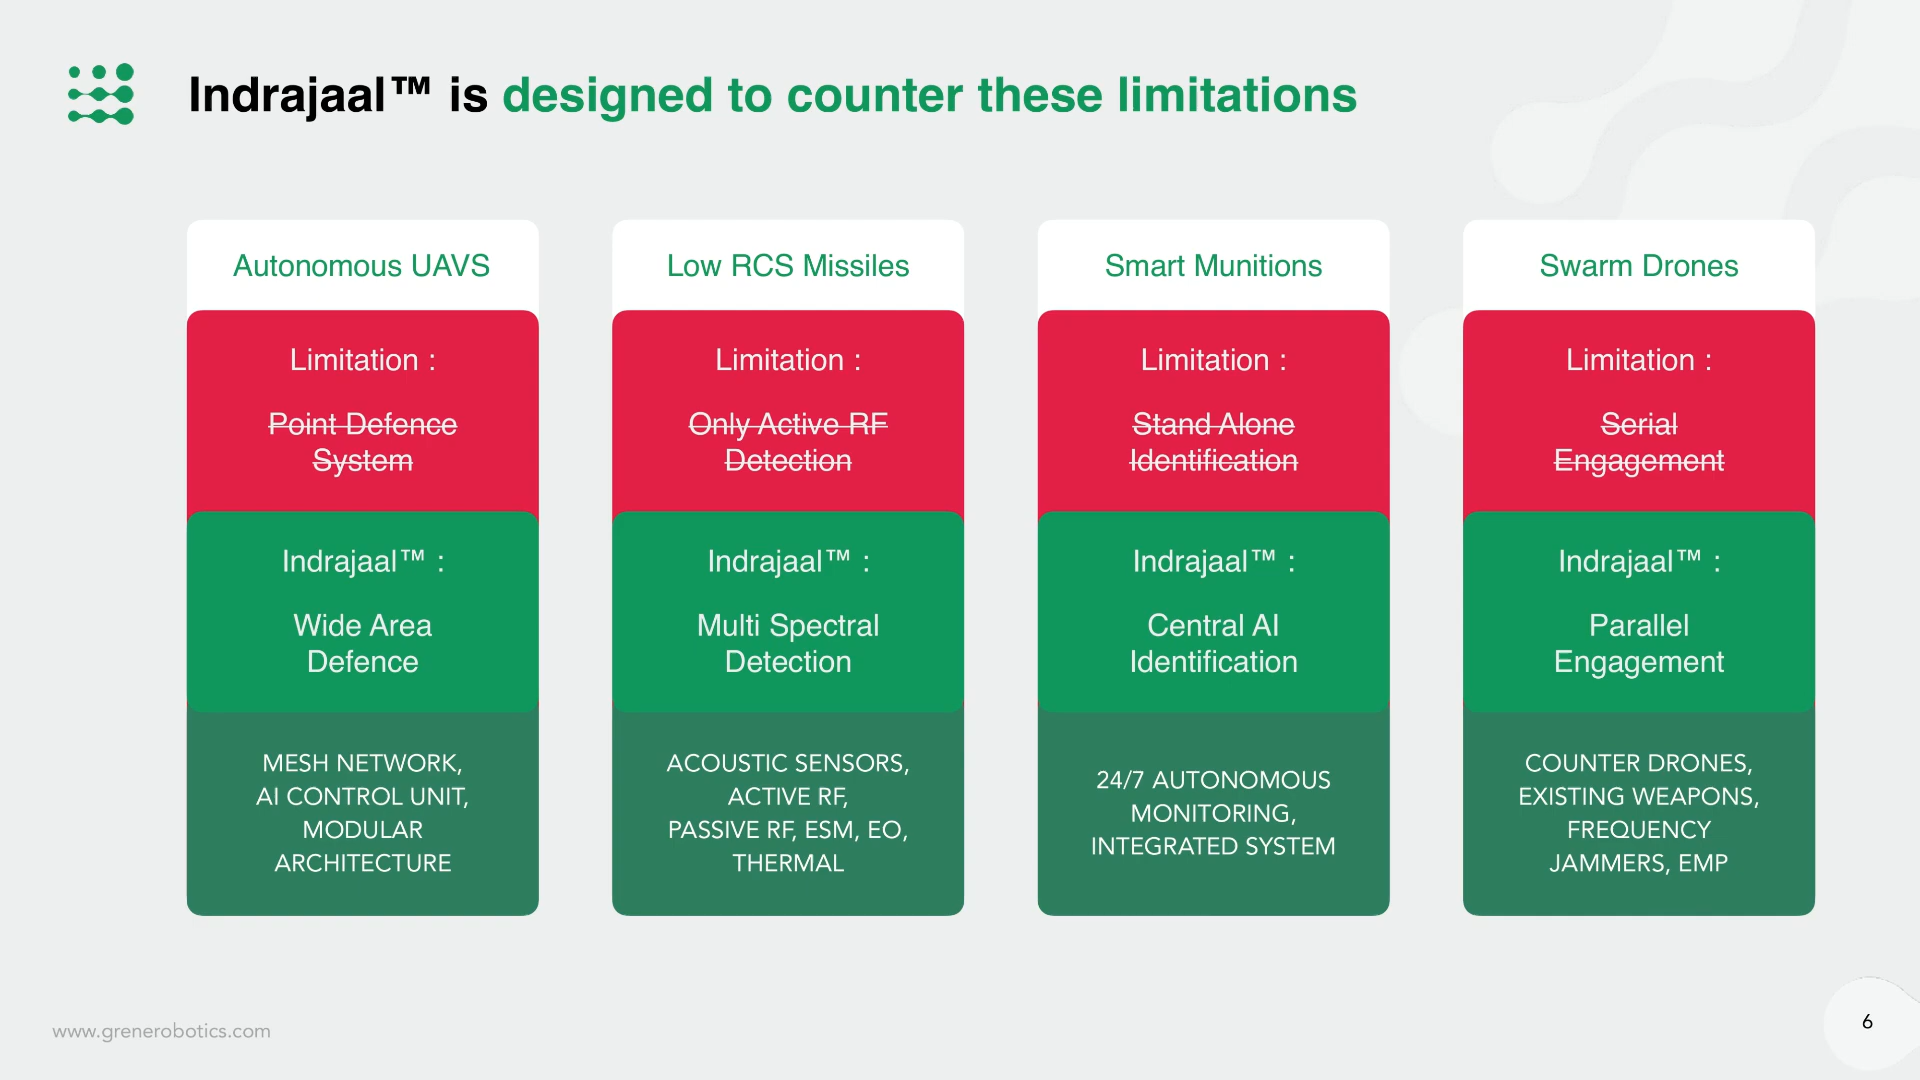 Indrajaal™ is designed to counter these limitations
Autonomous UAVS
Limitation :
Point Defence
System
Indrajaal™ :
Wide Area
Defence
MESH NETWORK,
AI CONTROL UNIT,
MODULAR
ARCHITECTURE
Low RCS Missiles
Limitation :
Only Active RF
Detection
Indrajaal™ :
Multi Spectral
Detection
ACOUSTIC SENSORS,
ACTIVE RF,
PASSIVE RF, ESM, EO,
THERMAL
Smart Munitions
Limitation :
Stand Alone
Identification
Indrajaal™ :
Central AI
Identification
24/7 AUTONOMOUS
MONITORING,
INTEGRATED SYSTEM
Swarm Drones
Limitation :
Serial
Engagement
Indrajaal™ :
Parallel
Engagement
COUNTER DRONES,
EXISTING WEAPONS,
FREQUENCY
JAMMERS, EMP
www.grenerobotics.com
6